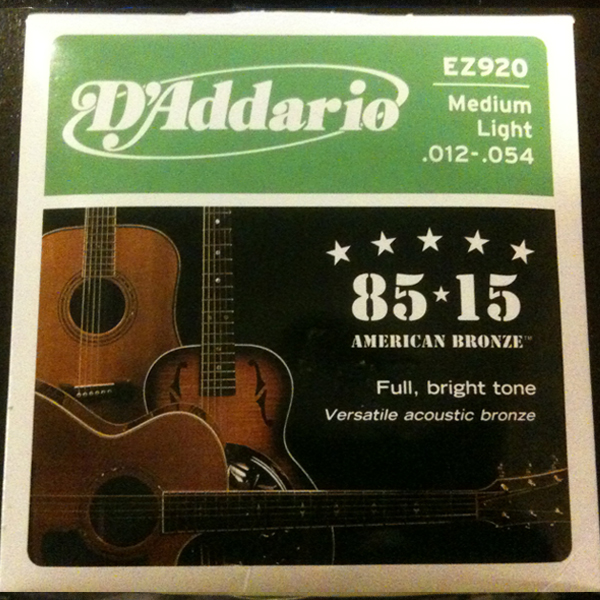 D'Addario
EZ920
Medium
Light
.012-.054
85★15
AMERICAN BRONZE™
Full, bright tone
Versatile acoustic bronze